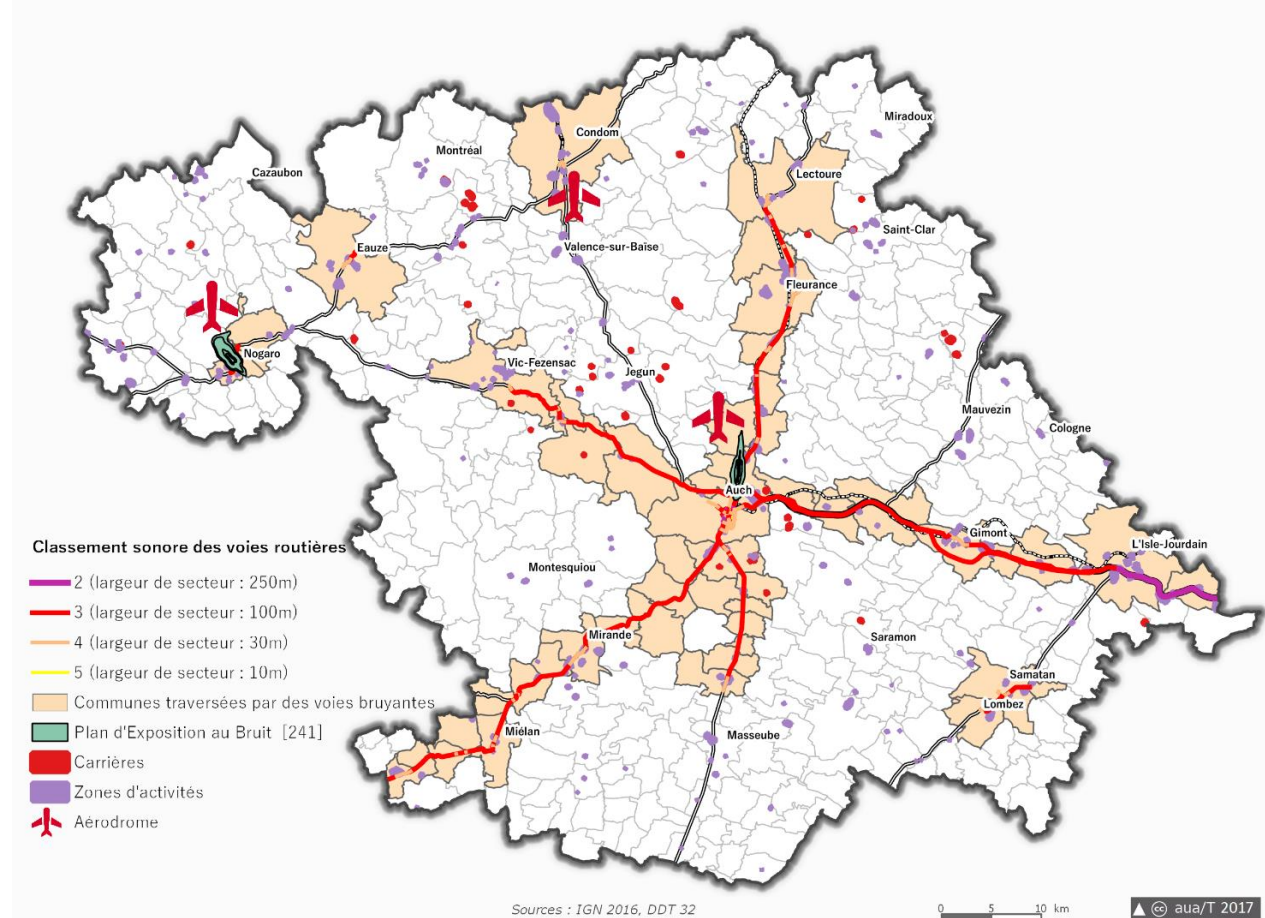 Condom
Miradoux
Montréal
Cazaubon
Lectoure
Saint-Clar
Eauze
Valence-sur-Baïse
Fleurance
Nogaro
Vic-Fezensac
Jegun
Mauvezin
Cologne
Auch
Gimont
L'Isle-Jourdain
Montesquiou
Mirande
Saramon
Samatan
Lombez
Miélan
Masseube
Classement sonore des voies routières
2 (largeur de secteur : 250m)
3 (largeur de secteur : 100m)
4 (largeur de secteur : 30m)
5 (largeur de secteur : 10m)
Communes traversées par des voies bruyantes
Plan d'Exposition au Bruit [241]
Carrières
Zones d'activités
Aérodrome
Sources : IGN 2016, DDT 32
0 5 10 km
cc aua/T 2017